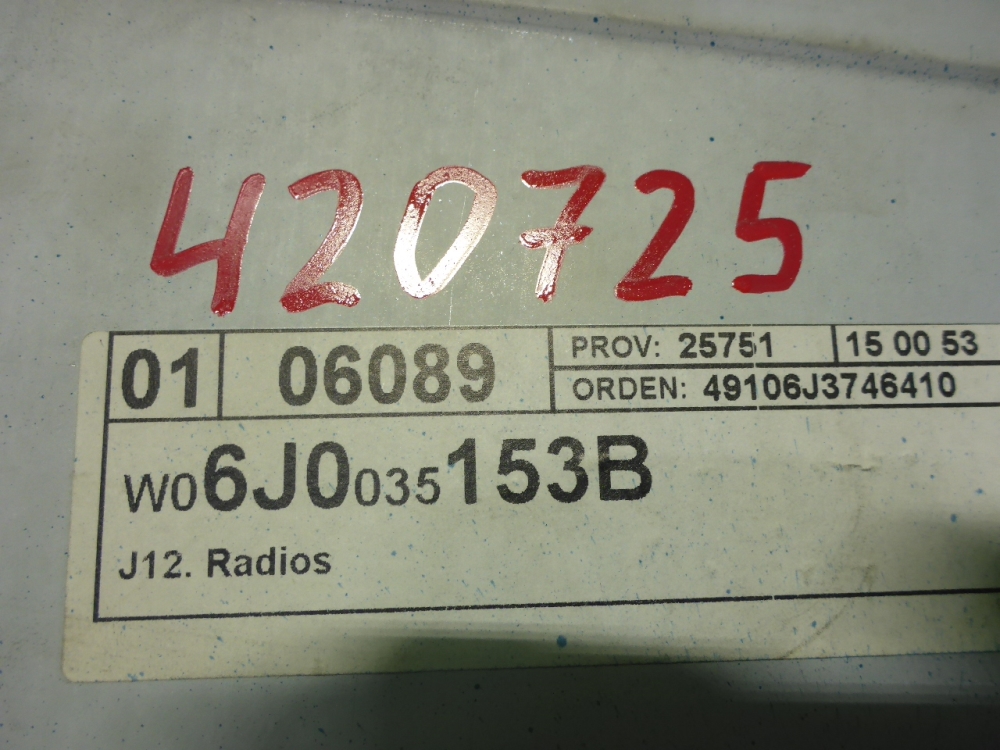 420725
01 06089 PROV: 25751 15 00 53
ORDEN: 49106J3746410
W06J0035153B
J12. Radios